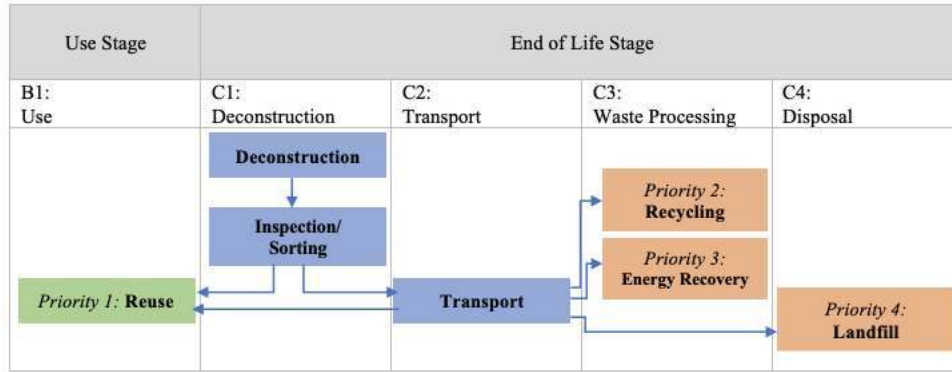 Use Stage
End of Life Stage
B1:
Use
C1:
Deconstruction
C2:
Transport
C3:
Waste Processing
C4:
Disposal
Deconstruction
Inspection/
Sorting
Priority 1: Reuse
Transport
Priority 2:
Recycling
Priority 3:
Energy Recovery
Priority 4:
Landfill